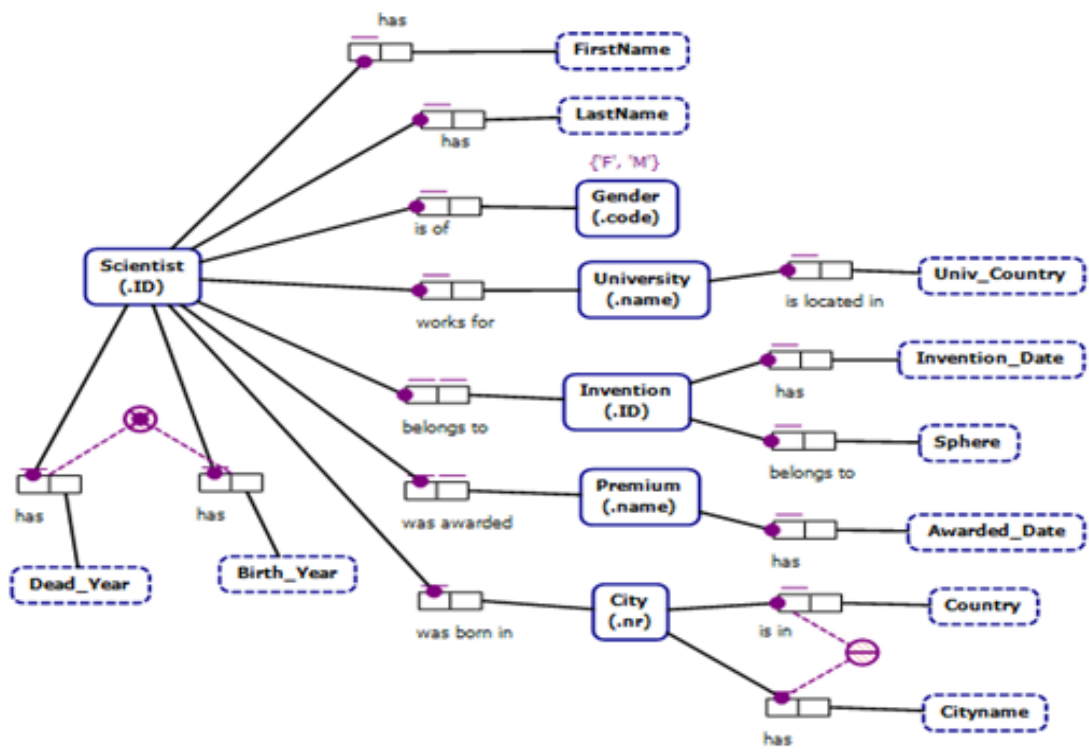 has
FirstName
LastName
has
{'F', 'M'}
Gender
(.code)
is of
Scientist
(.ID)
University
(.name)
works for
Univ_Country
is located in
Invention_Date
has
Invention
(.ID)
belongs to
Sphere
belongs to
Premium
(.name)
was awarded
Awarded_Date
has
has
has
Dead_Year
Birth_Year
City
(.nr)
was born in
Country
is in
Cityname
has